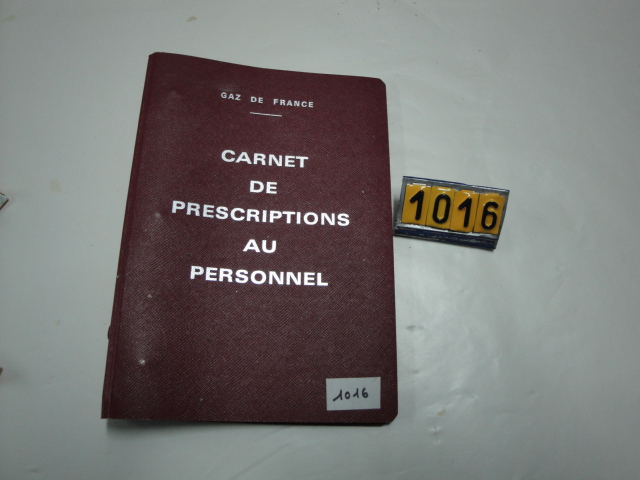 GAZ DE FRANCE
CARNET
DE
PRESCRIPTIONS
AU
PERSONNEL
1016
1016